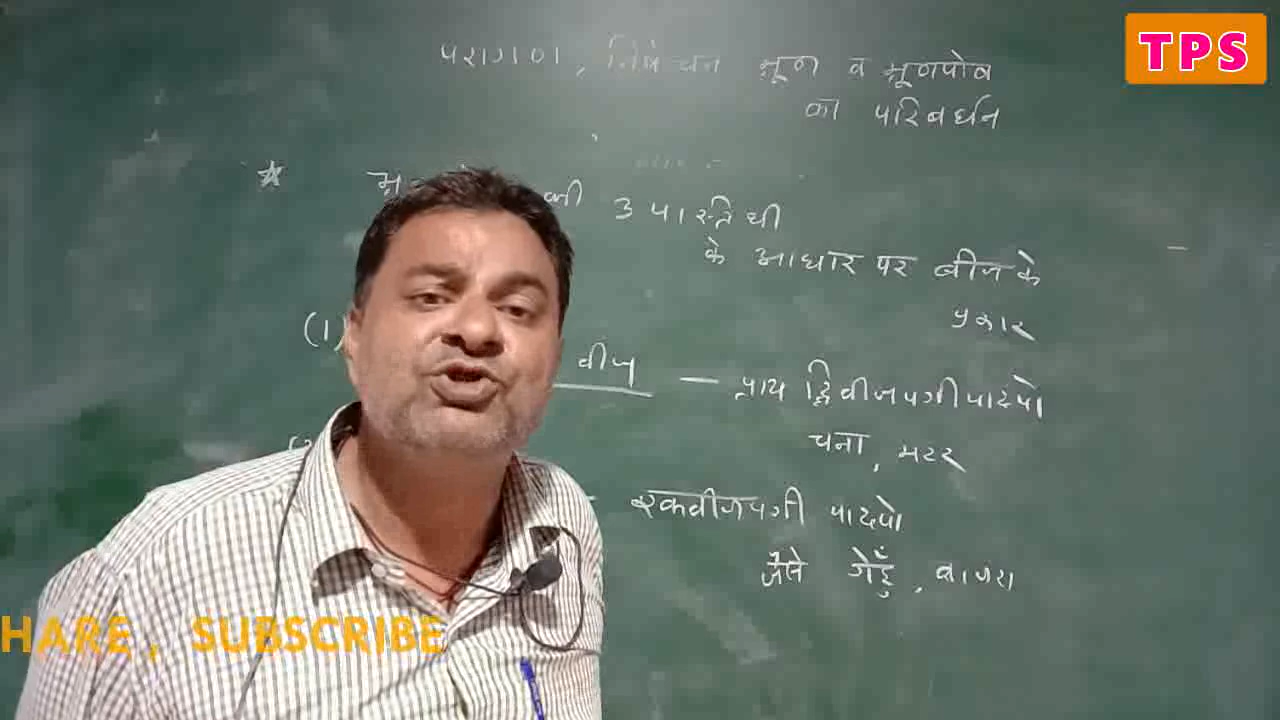 TPS
परागण, निषेचन भ्रूण व भ्रूणपोष
का परिवर्धन
की उपास्तिथी
के आधार पर बीज के
प्रकार
(1) बीज — प्राय द्विबीजपत्री पादपो
चना, मटर
एकबीजपत्री पादपो
जैसे गेहूँ, बाजरा
HARE, SUBSCRIBE